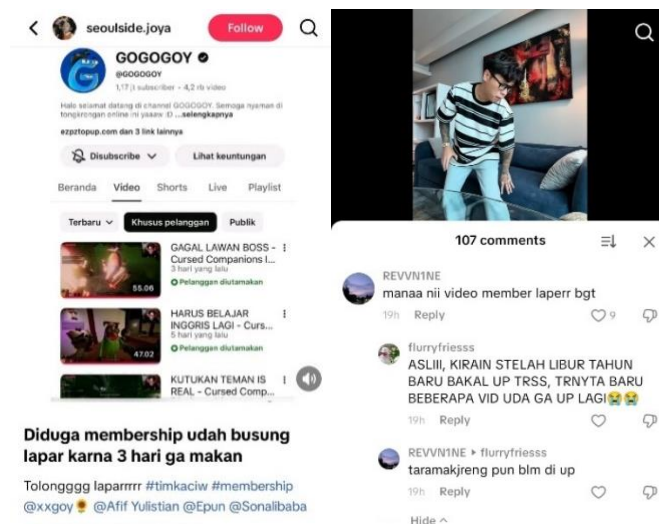 seoulside.joya
Follow
GOGOGOY
@GOGOGOY
1,17 jt subscriber • 4,2 rb video
Halo selamat datang di channel GOGOGOY. Semoga nyaman di
tongkrongan online ini yaaaw :D ...selengkapnya
ezpztopup.com dan 3 link lainnya
Disubscribe
Lihat keuntungan
Beranda Video Shorts Live Playlist
Terbaru Khusus pelanggan Publik
GAGAL LAWAN BOSS -
Cursed Companions I...
3 hari yang lalu
Pelanggan diutamakan
55.06
HARUS BELAJAR
INGGRIS LAGI - Curs...
5 hari yang lalu
Pelanggan diutamakan
47.02
KUTUKAN TEMAN IS
REAL - Cursed Comp...
Diduga membership udah busung
lapar karna 3 hari ga makan
Tolongggg laparrrrr #timkaciw #membership
@xxgoy🌻 @Afif Yulistian @Epun @Sonalibaba
107 comments
REVVN1NE
manaa nii video member laperr bgt
19h Reply 9
flurryfriesss
ASLIII, KIRAIN STELAH LIBUR TAHUN
BARU BAKAL UP TRSS, TRNYTA BARU
BEBERAPA VID UDA GA UP LAGI😭😭
19h Reply
REVVN1NE ▸ flurryfriesss
taramakjreng pun blm di up
19h Reply
Hide